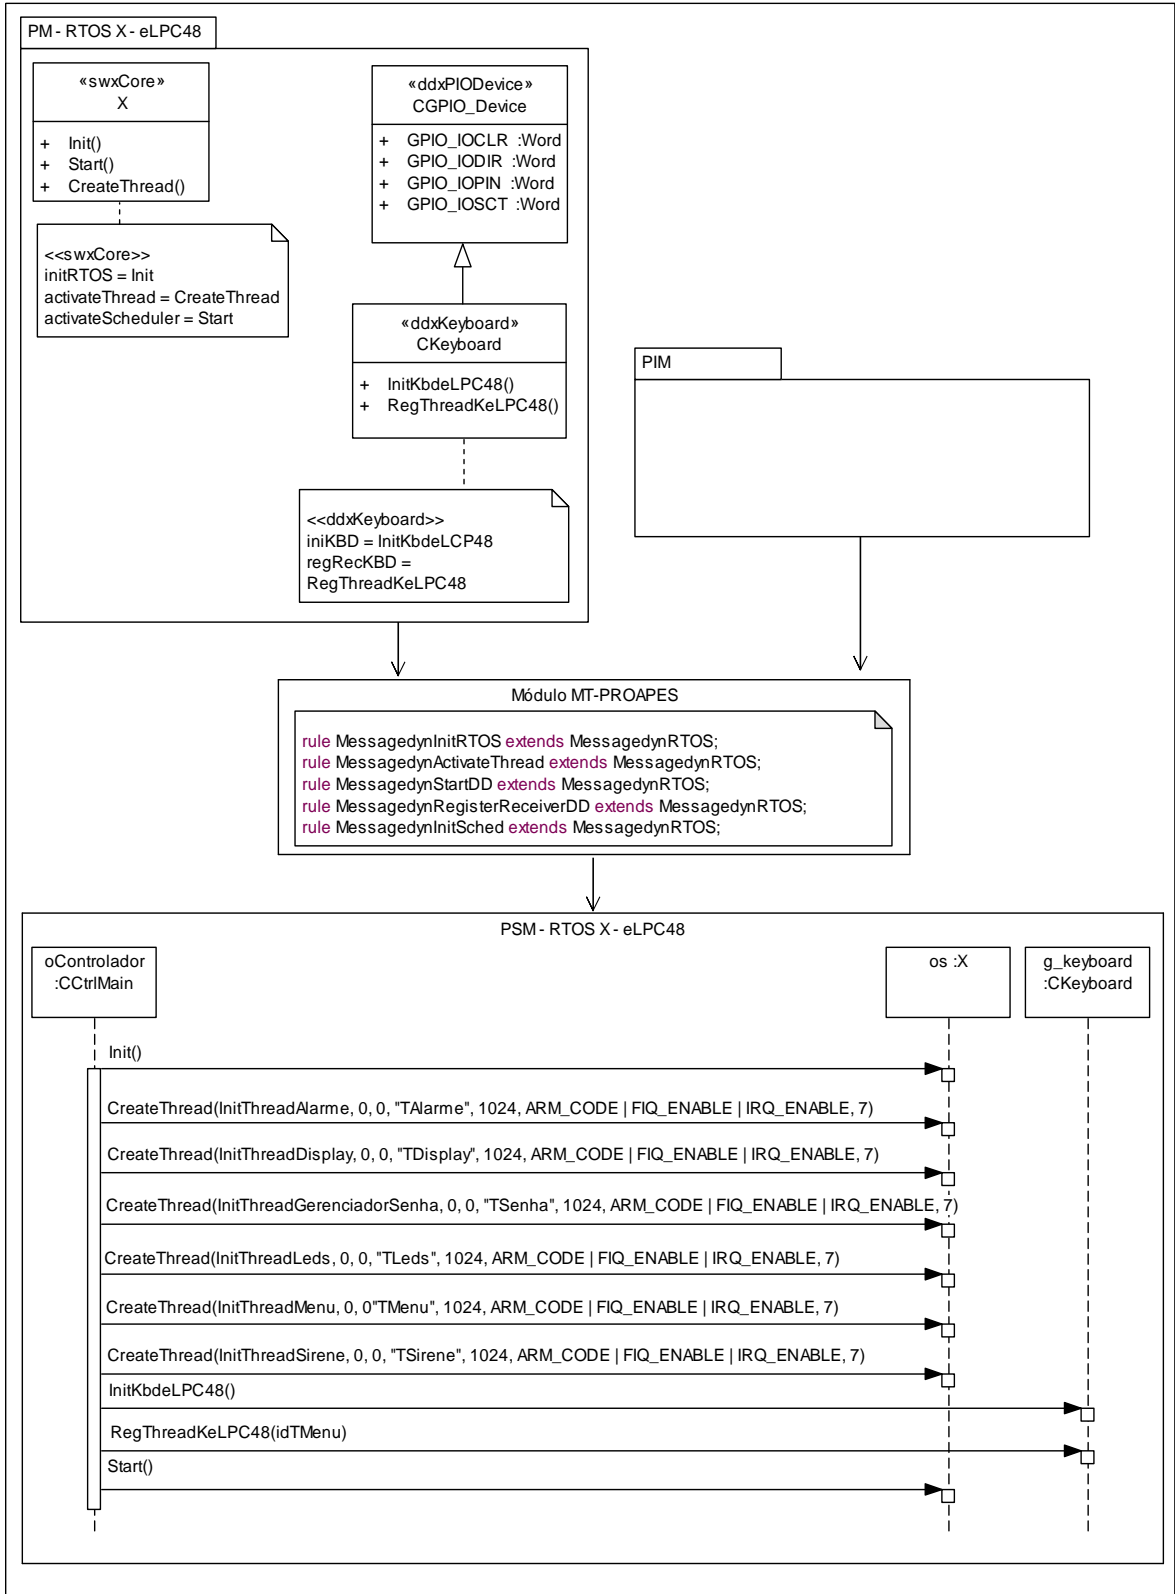 PM - RTOS X - eLPC48
«swxCore»
X
+ Init()
+ Start()
+ CreateThread()
<<swxCore>>
initRTOS = Init
activateThread = CreateThread
activateScheduler = Start
«ddxPIODevice»
CGPIO_Device
+ GPIO_IOCLR :Word
+ GPIO_IODIR :Word
+ GPIO_IOPIN :Word
+ GPIO_IOSCT :Word
«ddxKeyboard»
CKeyboard
+ InitKbdeLPC48()
+ RegThreadKeLPC48()
<<ddxKeyboard>>
iniKBD = InitKbdeLCP48
regRecKBD =
RegThreadKeLPC48
PIM
Módulo MT-PROAPES
rule MessagedynInitRTOS extends MessagedynRTOS;
rule MessagedynActivateThread extends MessagedynRTOS;
rule MessagedynStartDD extends MessagedynRTOS;
rule MessagedynRegisterReceiverDD extends MessagedynRTOS;
rule MessagedynInitSched extends MessagedynRTOS;
PSM - RTOS X - eLPC48
oControlador
:CCtrlMain
os :X
g_keyboard
:CKeyboard
Init()
CreateThread(InitThreadAlarme, 0, 0, "TAlarme", 1024, ARM_CODE | FIQ_ENABLE | IRQ_ENABLE, 7)
CreateThread(InitThreadDisplay, 0, 0, "TDisplay", 1024, ARM_CODE | FIQ_ENABLE | IRQ_ENABLE, 7)
CreateThread(InitThreadGerenciadorSenha, 0, 0, "TSenha", 1024, ARM_CODE | FIQ_ENABLE | IRQ_ENABLE, 7)
CreateThread(InitThreadLeds, 0, 0, "TLeds", 1024, ARM_CODE | FIQ_ENABLE | IRQ_ENABLE, 7)
CreateThread(InitThreadMenu, 0, 0"TMenu", 1024, ARM_CODE | FIQ_ENABLE | IRQ_ENABLE, 7)
CreateThread(InitThreadSirene, 0, 0, "TSirene", 1024, ARM_CODE | FIQ_ENABLE | IRQ_ENABLE, 7)
InitKbdeLPC48()
RegThreadKeLPC48(idTMenu)
Start()